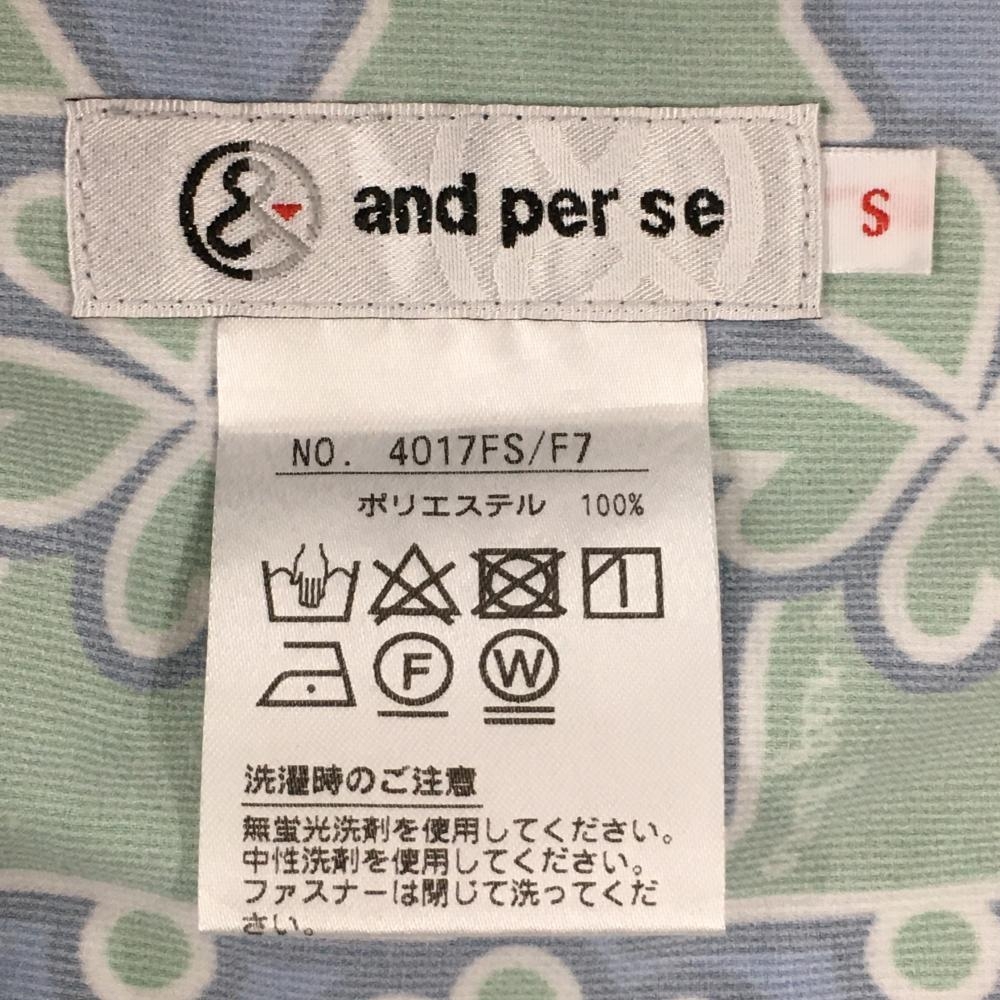 and per se
S
NO. 4017FS/F7
ポリエステル 100%
F W
洗濯時のご注意
無蛍光洗剤を使用してください。
中性洗剤を使用してください。
ファスナーは閉じて洗ってくだ
さい。